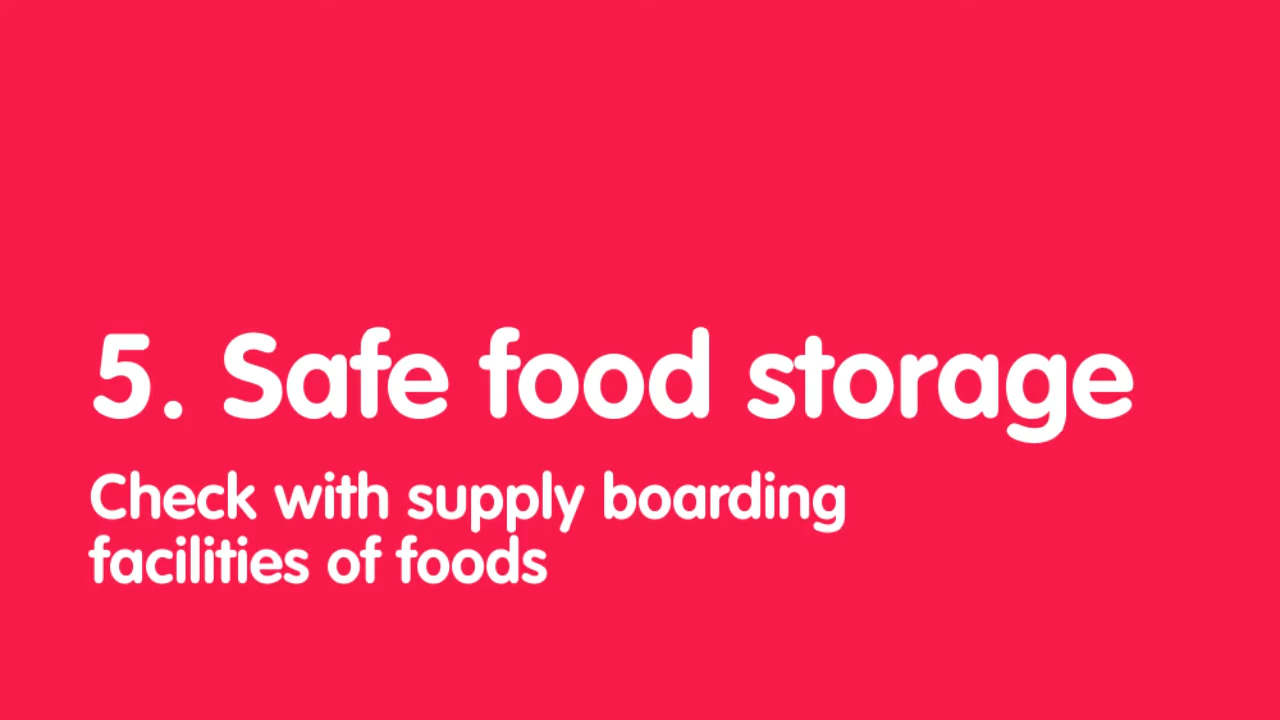 5. Safe food storage
Check with supply boarding
facilities of foods